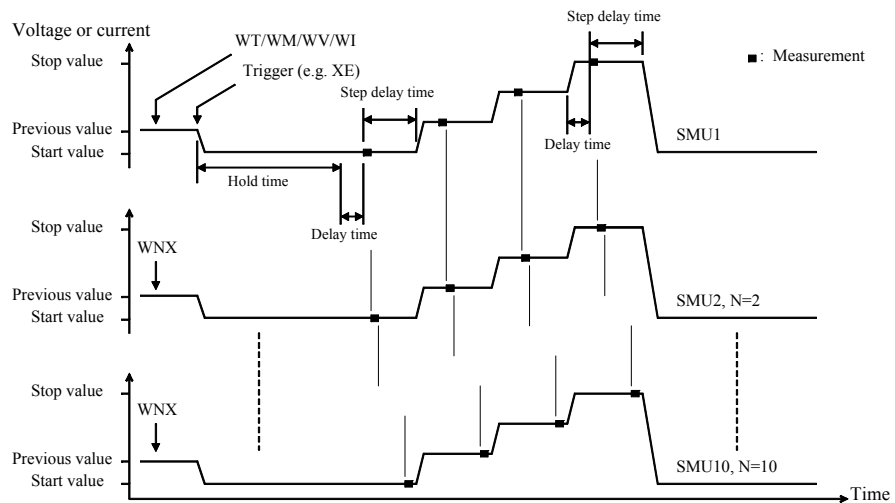 Voltage or current
WT/WM/WV/WI
Step delay time
Stop value
■: Measurement
Trigger (e.g. XE)
Step delay time
Previous value
Start value
SMU1
Delay time
Hold time
Delay time
Stop value
WNX
Previous value
Start value
SMU2, N=2
Stop value
WNX
Previous value
Start value
SMU10, N=10
Time